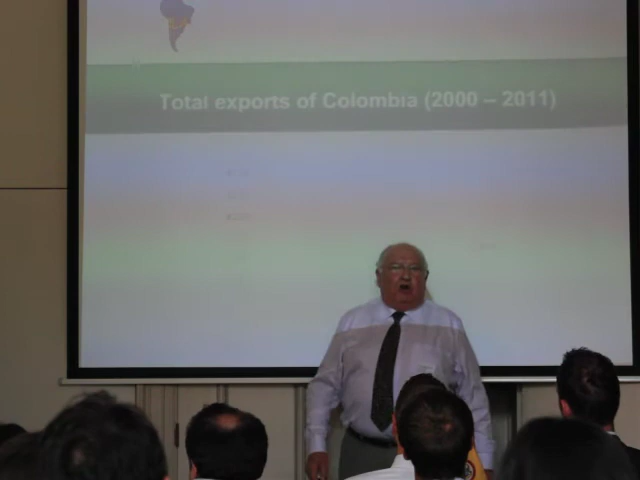 Total exports of Colombia (2000 – 2011)